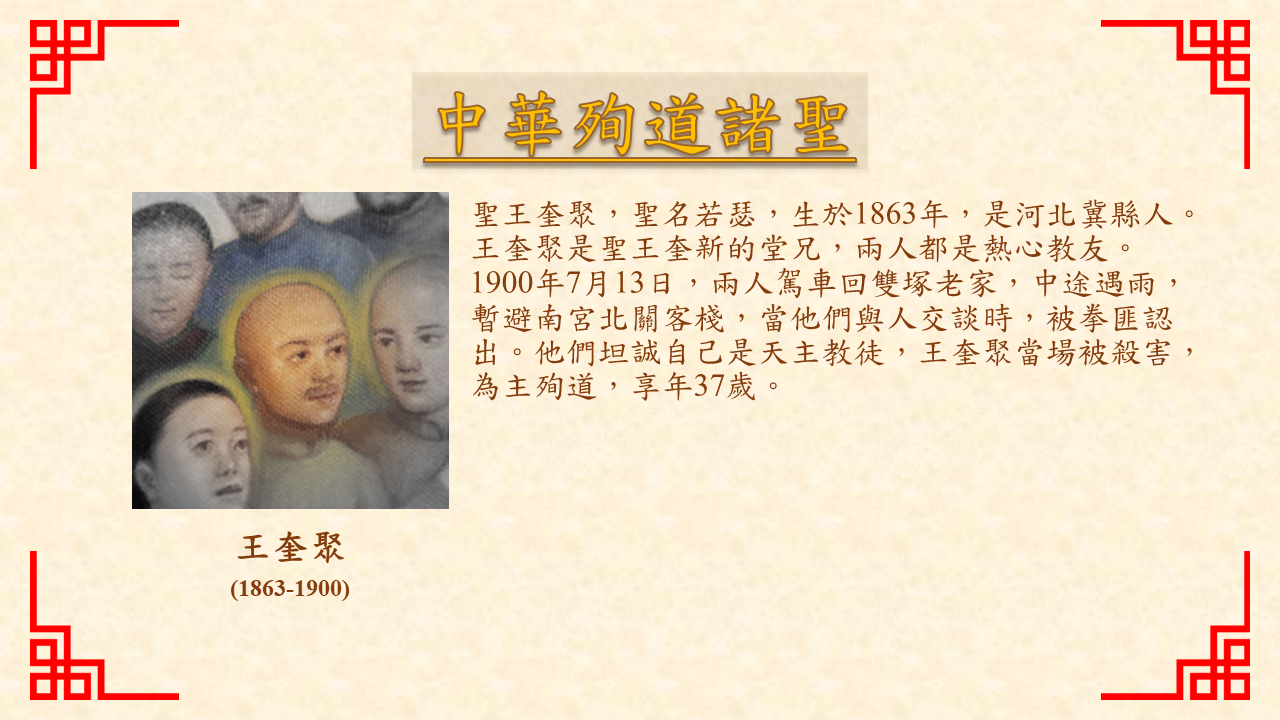 中華殉道諸聖
聖王奎聚，聖名若瑟，生於1863年，是河北冀縣人。
王奎聚是聖王奎新的堂兄，兩人都是熱心教友。
1900年7月13日，兩人駕車回雙塚老家，中途遇雨，
暫避南宮北關客棧，當他們與人交談時，被拳匪認
出。他們坦誠自己是天主教徒，王奎聚當場被殺害，
為主殉道，享年37歲。
王奎聚
(1863-1900)